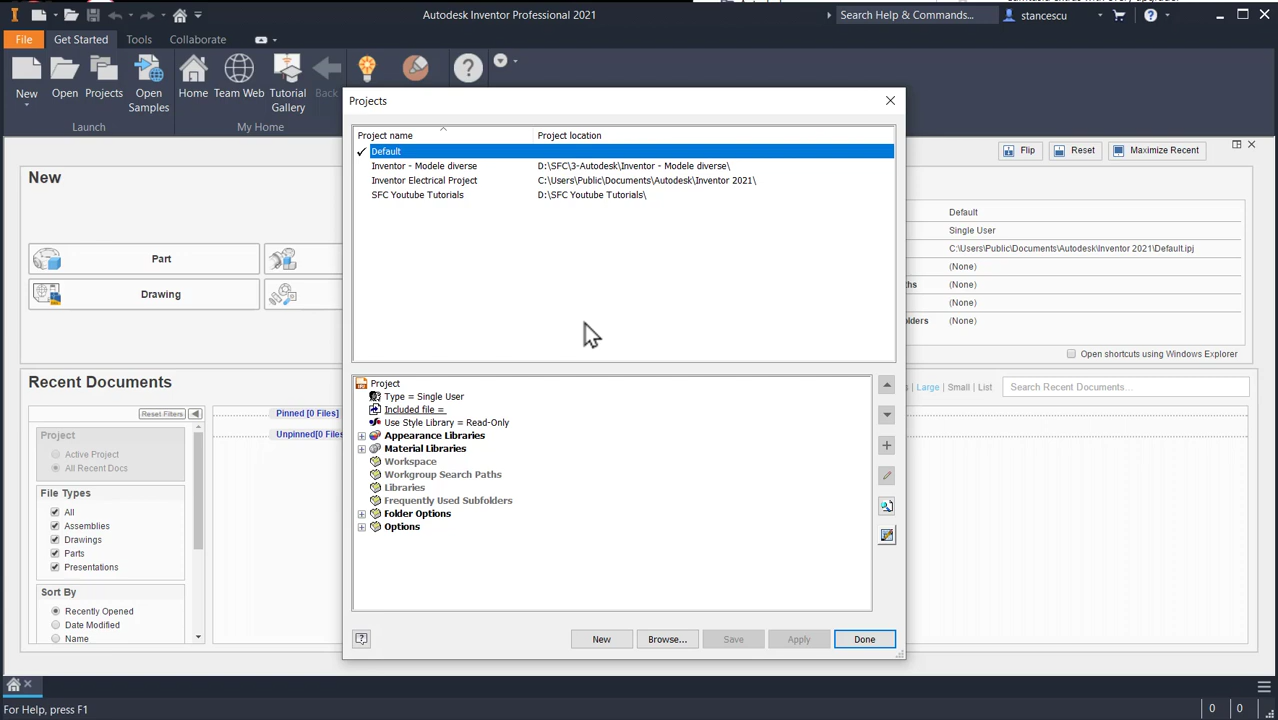 Autodesk Inventor Professional 2021
Search Help & Commands...
stancescu
File
Get Started
Tools
Collaborate
New
Open
Projects
Open Samples
Home
Team Web
Tutorial Gallery
Back
Launch
My Home
Projects
Project name
Project location
Default
Inventor - Modele diverse
D:\SFC\3-Autodesk\Inventor - Modele diverse\
Inventor Electrical Project
C:\Users\Public\Documents\Autodesk\Inventor 2021\
SFC Youtube Tutorials
D:\SFC Youtube Tutorials\
Flip
Reset
Maximize Recent
New
Part
Drawing
Default
Single User
C:\Users\Public\Documents\Autodesk\Inventor 2021\Default.ipj
(None)
(None)
(None)
(None)
Open shortcuts using Windows Explorer
Project
Type = Single User
Included file =
Use Style Library = Read-Only
Appearance Libraries
Material Libraries
Workspace
Workgroup Search Paths
Libraries
Frequently Used Subfolders
Folder Options
Options
New
Browse...
Save
Apply
Done
Recent Documents
Large
Small
List
Search Recent Documents...
Reset Filters
Pinned [0 Files]
Unpinned[0 Files
Project
Active Project
All Recent Docs
File Types
All
Assemblies
Drawings
Parts
Presentations
Sort By
Recently Opened
Date Modified
Name
For Help, press F1
0
0